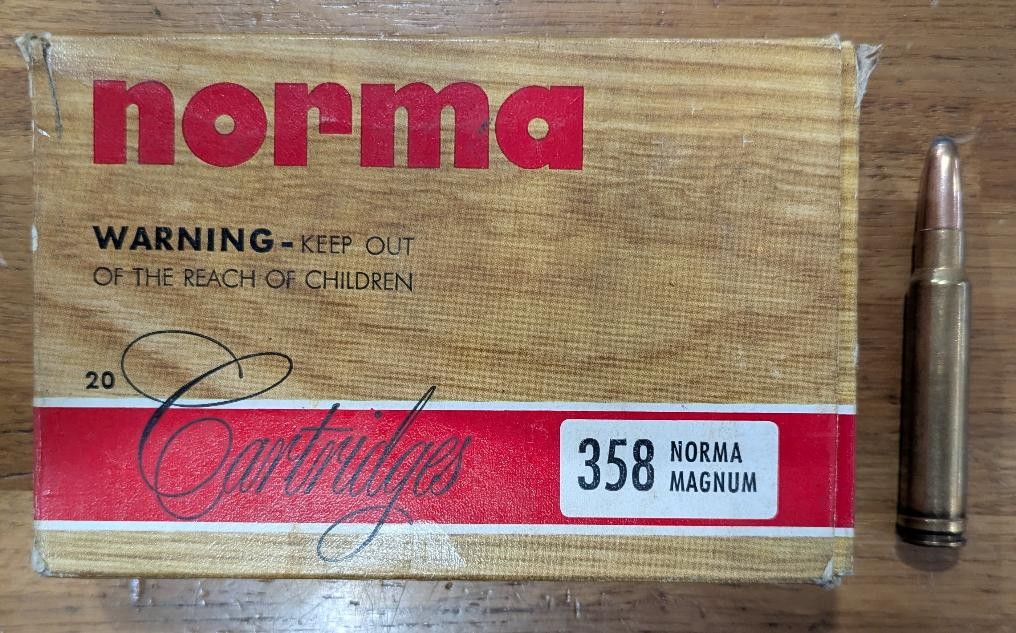 norma
WARNING - KEEP OUT
OF THE REACH OF CHILDREN
20 Cartridges
358 NORMA
MAGNUM